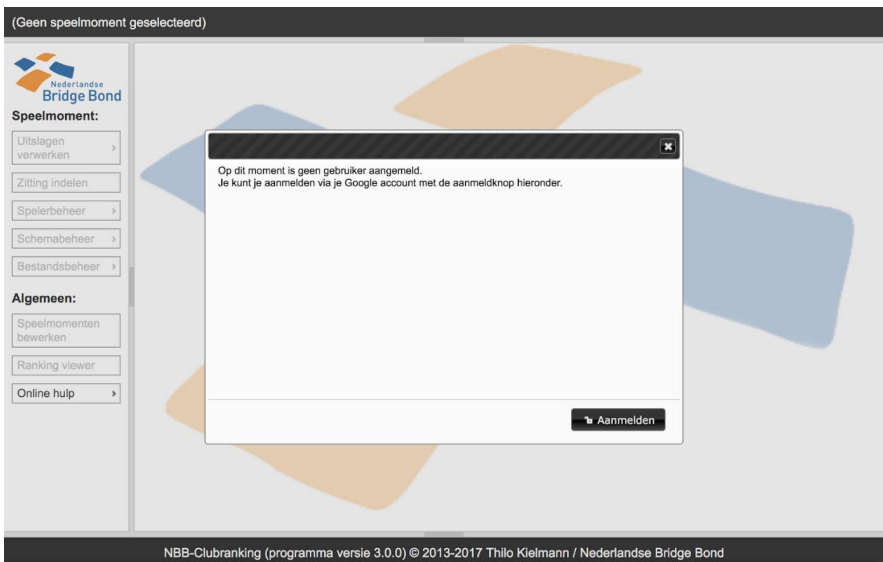 (Geen speelmoment geselecteerd)
Nederlandse
Bridge Bond
Speelmoment:
Uitslagen
verwerken
Zitting indelen
Spelerbeheer
Schemabeheer
Bestandsbeheer
Algemeen:
Speelmomenten
bewerken
Ranking viewer
Online hulp
Op dit moment is geen gebruiker aangemeld.
Je kunt je aanmelden via je Google account met de aanmeldknop hieronder.
Aanmelden
NBB-Clubranking (programma versie 3.0.0) © 2013-2017 Thilo Kielmann / Nederlandse Bridge Bond